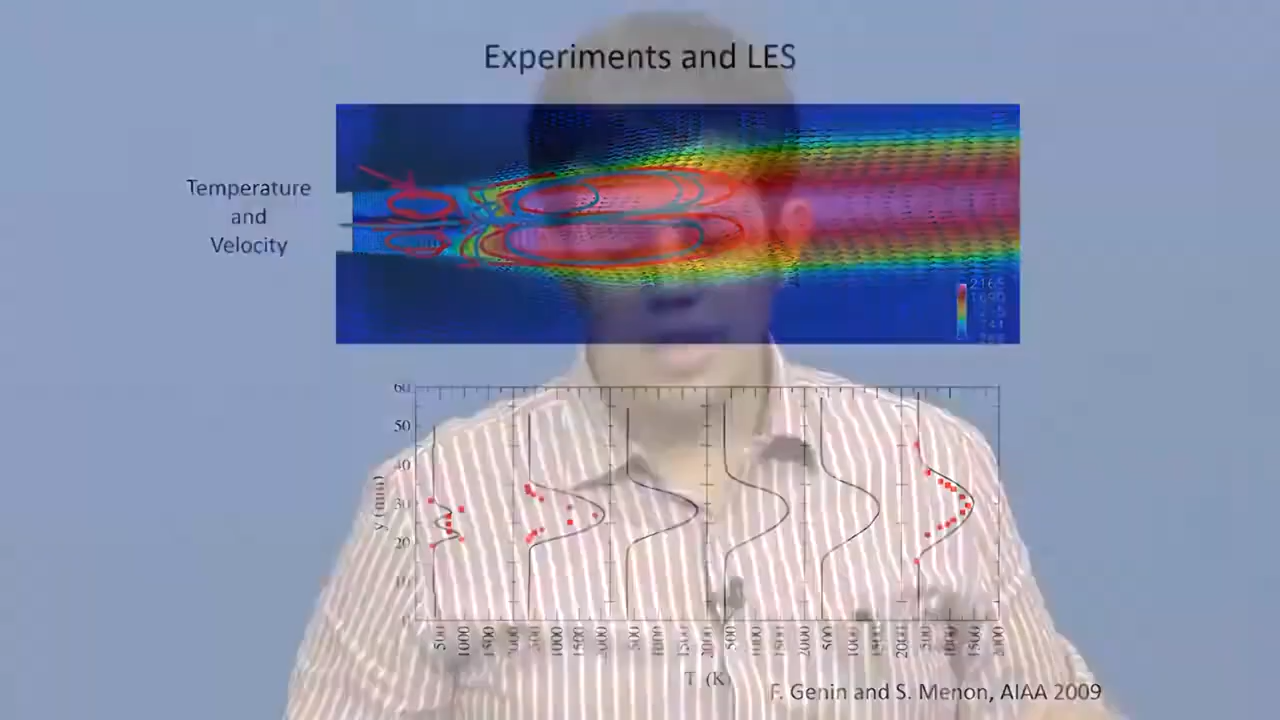 Experiments and LES
Temperature
and
Velocity
2165
1690
741
60
50
40
30
20
10
0
y (mm)
500 1000 1500 2000 500 1000 1500 2000 500 1000 1500 2000 500 1000 1500 2000 500 1000 1500 2000 500 1000 1500 2000
T (K)
F. Genin and S. Menon, AIAA 2009